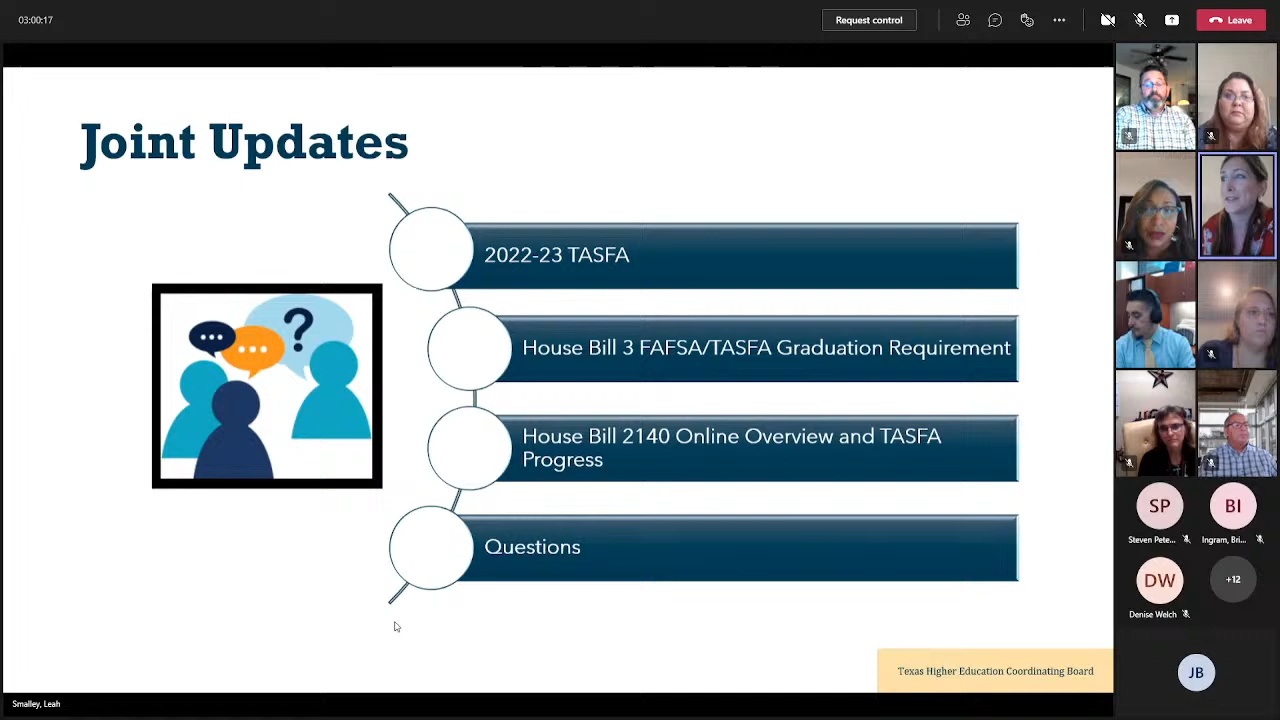 03:00:17
Request control
Leave
Joint Updates
2022-23 TASFA
House Bill 3 FAFSA/TASFA Graduation Requirement
House Bill 2140 Online Overview and TASFA
Progress
Questions
?
Texas Higher Education Coordinating Board
SP
BI
Steven Pete...
Ingram, Bri...
DW
+12
Denise Welch
JB
Smalley, Leah